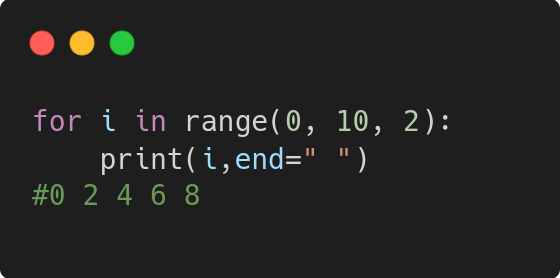 for i in range(0, 10, 2):
    print(i,end=" ")
#0 2 4 6 8